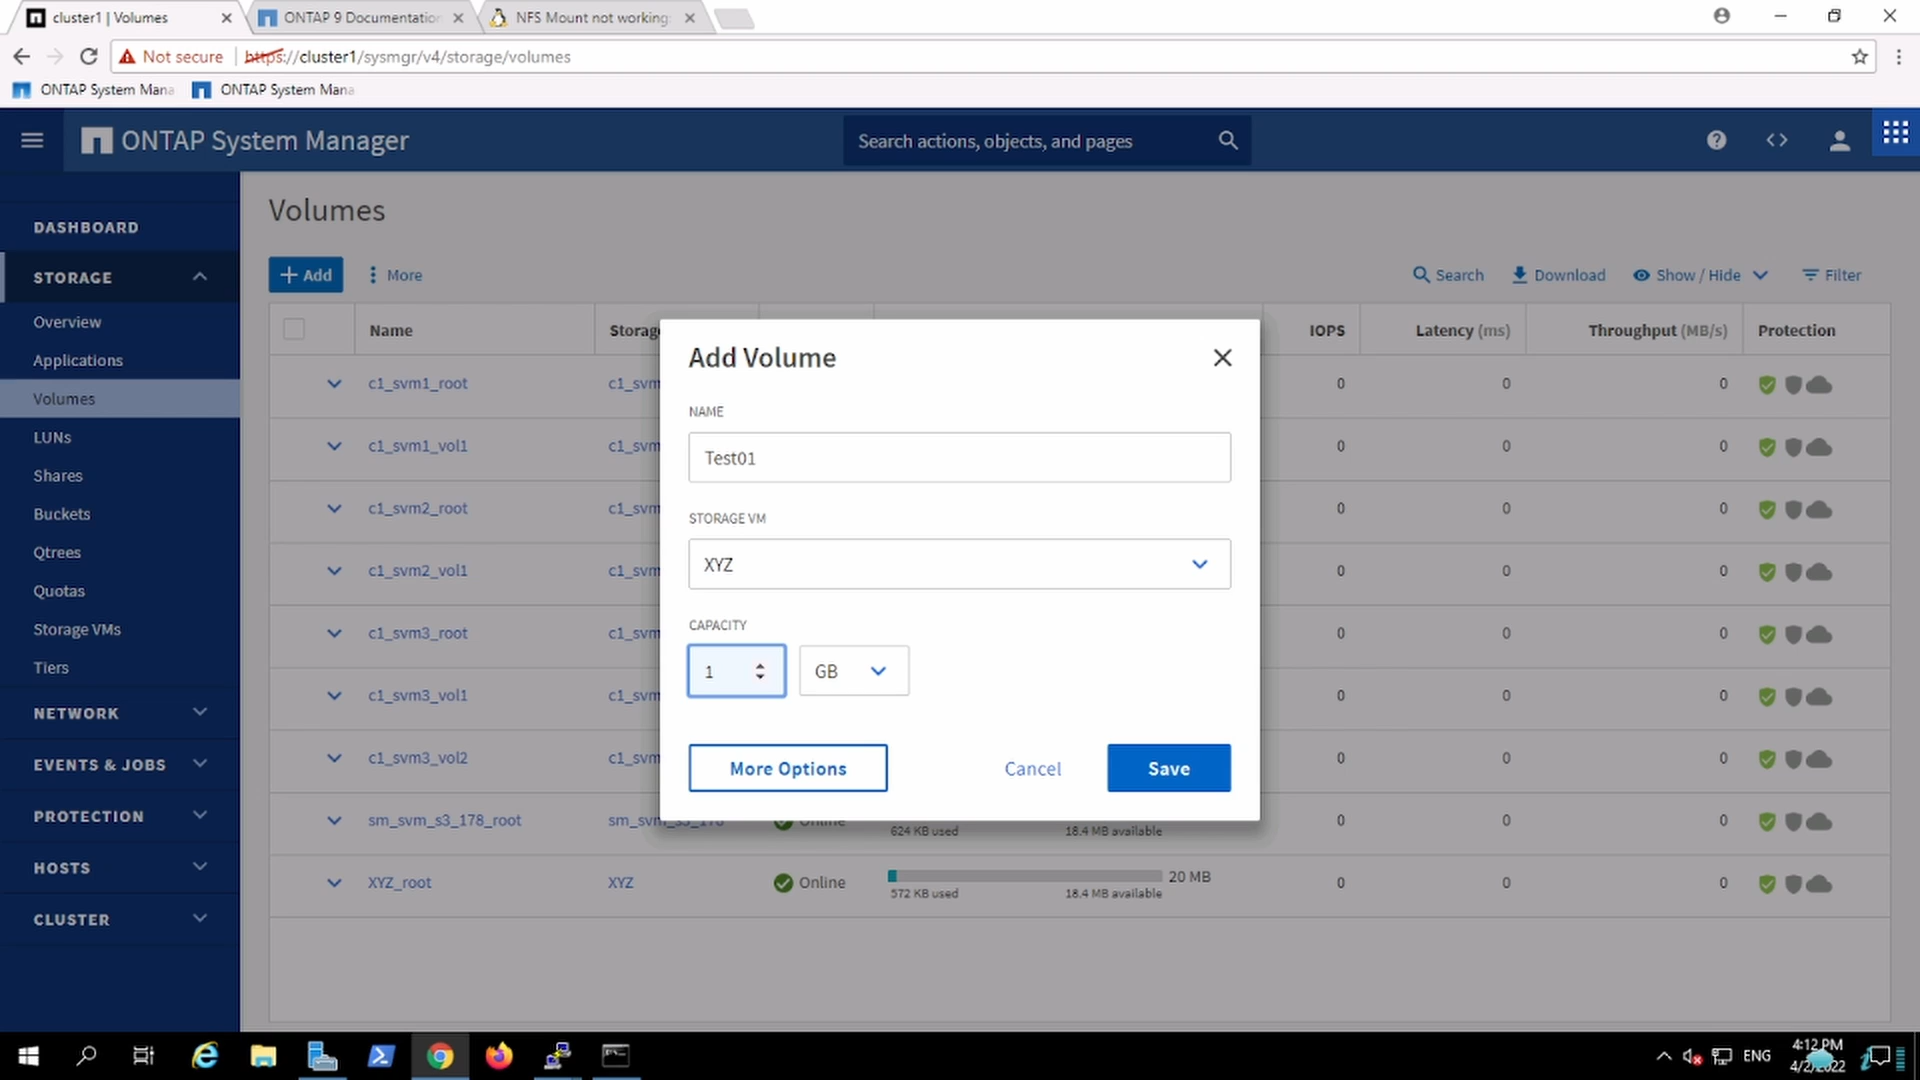 cluster1 | Volumes
ONTAP 9 Documentation
NFS Mount not working
Not secure
https://cluster1/sysmgr/v4/storage/volumes
ONTAP System Mana
ONTAP System Mana
ONTAP System Manager
Search actions, objects, and pages
DASHBOARD
STORAGE
Overview
Applications
Volumes
LUNs
Shares
Buckets
Qtrees
Quotas
Storage VMs
Tiers
NETWORK
EVENTS & JOBS
PROTECTION
HOSTS
CLUSTER
Volumes
+ Add
More
Search
Download
Show / Hide
Filter
Name Storage IOPS Latency (ms) Throughput (MB/s) Protection
c1_svm1_root c1_svm 0 0 0
c1_svm1_vol1 c1_svm 0 0 0
c1_svm2_root c1_svm 0 0 0
c1_svm2_vol1 c1_svm 0 0 0
c1_svm3_root c1_svm 0 0 0
c1_svm3_vol1 c1_svm 0 0 0
c1_svm3_vol2 c1_svm 0 0 0
sm_svm_s3_178_root sm_svm_s3_178 Online 0 0 0
624 KB used 18.4 MB available
XYZ_root XYZ Online 20 MB 0 0 0
572 KB used 18.4 MB available
Add Volume
NAME
Test01
STORAGE VM
XYZ
CAPACITY
1 GB
More Options
Cancel
Save
ENG
4:12 PM
4/2/2022